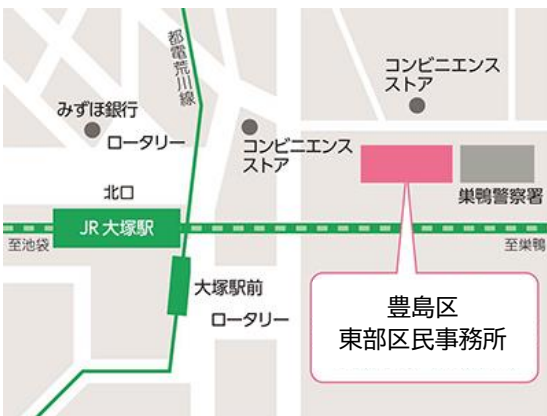 都電荒川線
コンビニエンス
ストア
みずほ銀行
ロータリー
コンビニエンス
ストア
北口
巣鴨警察署
JR 大塚駅
至池袋
至巣鴨
大塚駅前
ロータリー
豊島区
東部区民事務所